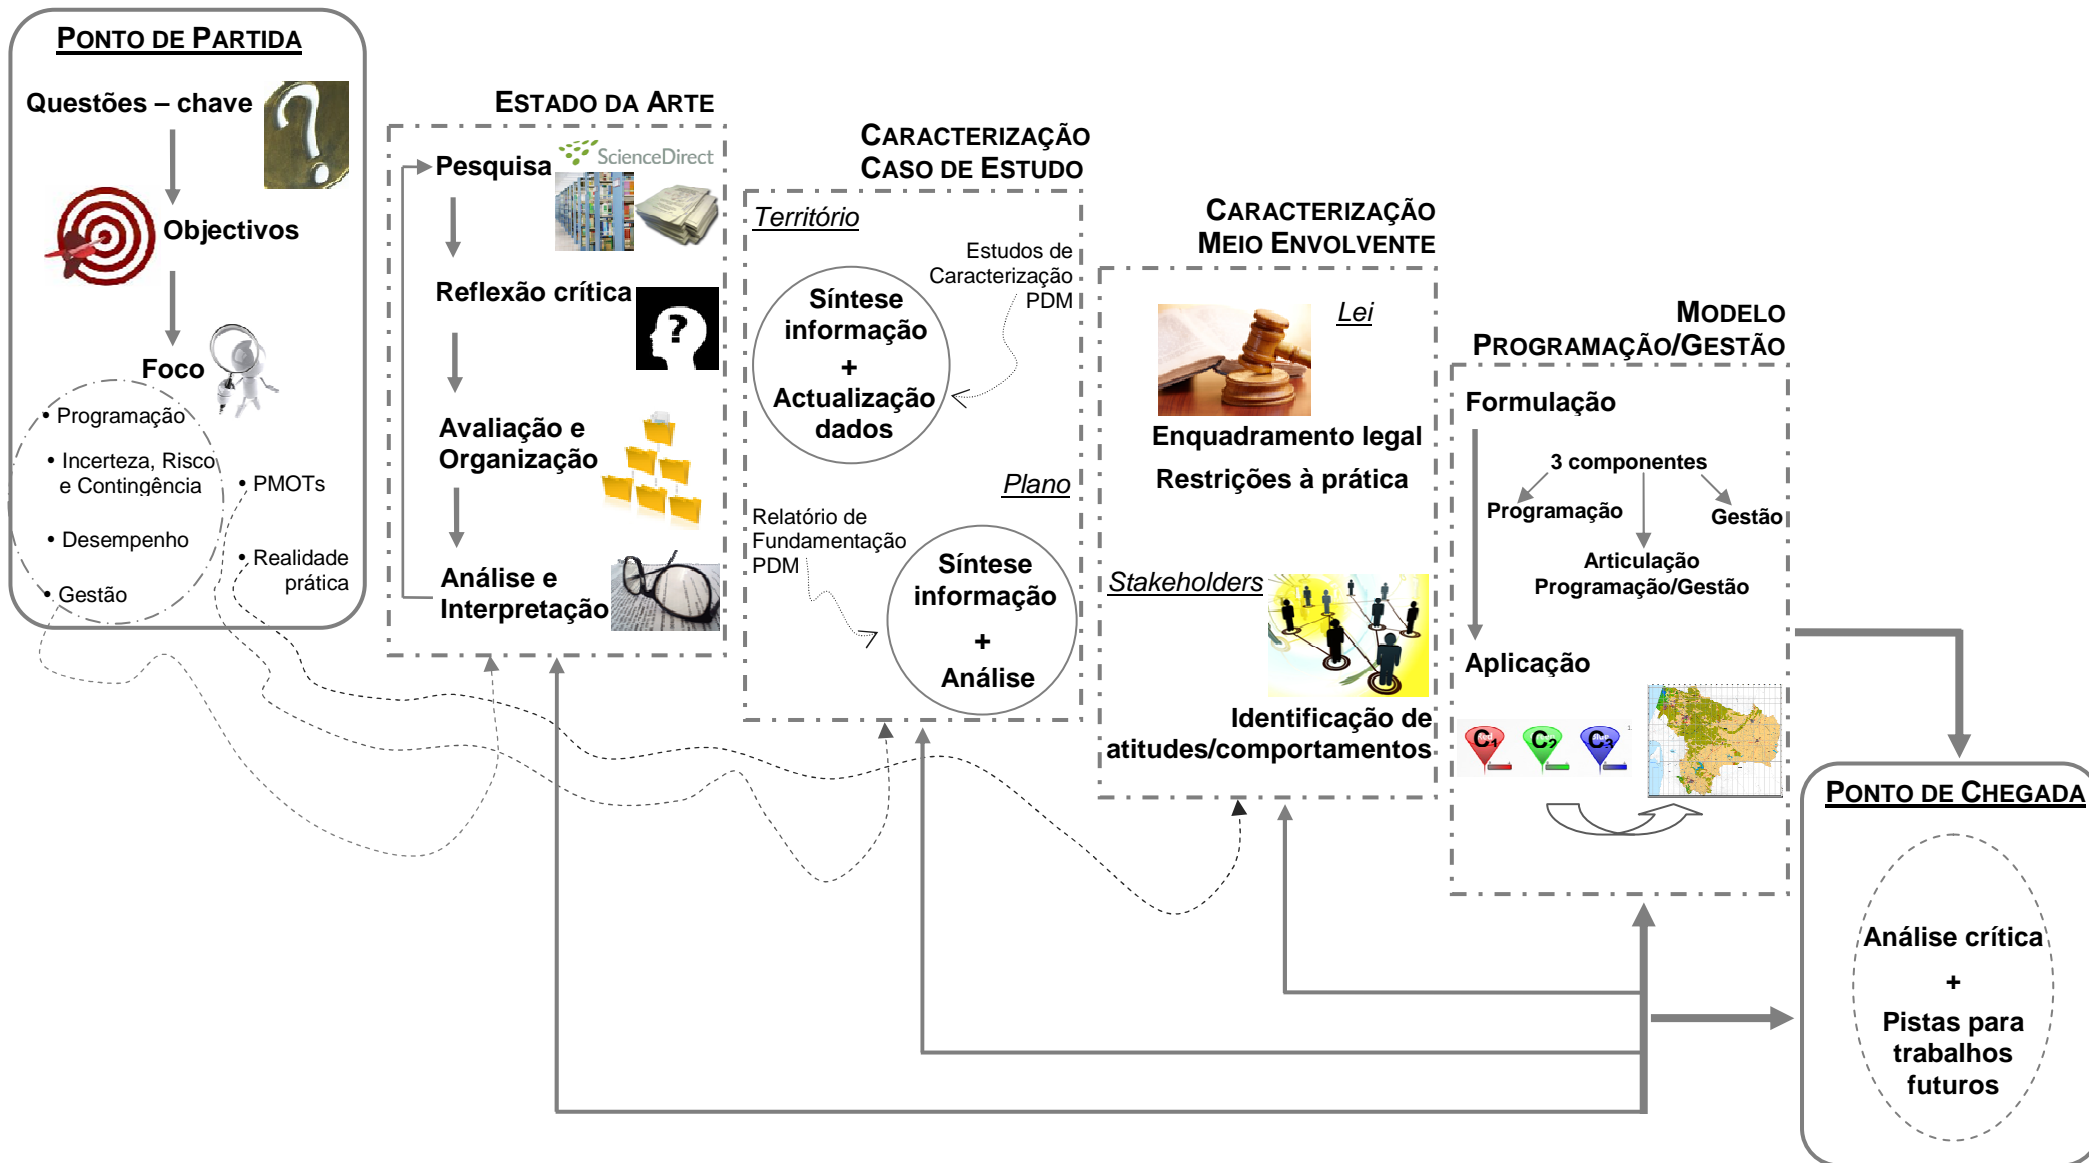 PONTO DE PARTIDA
Questões – chave
Objectivos
Foco
• Programação
• Incerteza, Risco
e Contingência
• Desempenho
• Gestão
• PMOTs
• Realidade
prática
ESTADO DA ARTE
Pesquisa
ScienceDirect
Reflexão crítica
?
Avaliação e
Organização
Análise e
Interpretação
CARACTERIZAÇÃO
CASO DE ESTUDO
Território
Estudos de
Caracterização
PDM
Síntese
informação
+
Actualização
dados
Plano
Relatório de
Fundamentação
PDM
Síntese
informação
+
Análise
CARACTERIZAÇÃO
MEIO ENVOLVENTE
Lei
Enquadramento legal
Restrições à prática
Stakeholders
Identificação de
atitudes/comportamentos
MODELO
PROGRAMAÇÃO/GESTÃO
Formulação
3 componentes
Programação
Gestão
Articulação
Programação/Gestão
Aplicação
C1
C2
C3
PONTO DE CHEGADA
Análise crítica
+
Pistas para
trabalhos
futuros